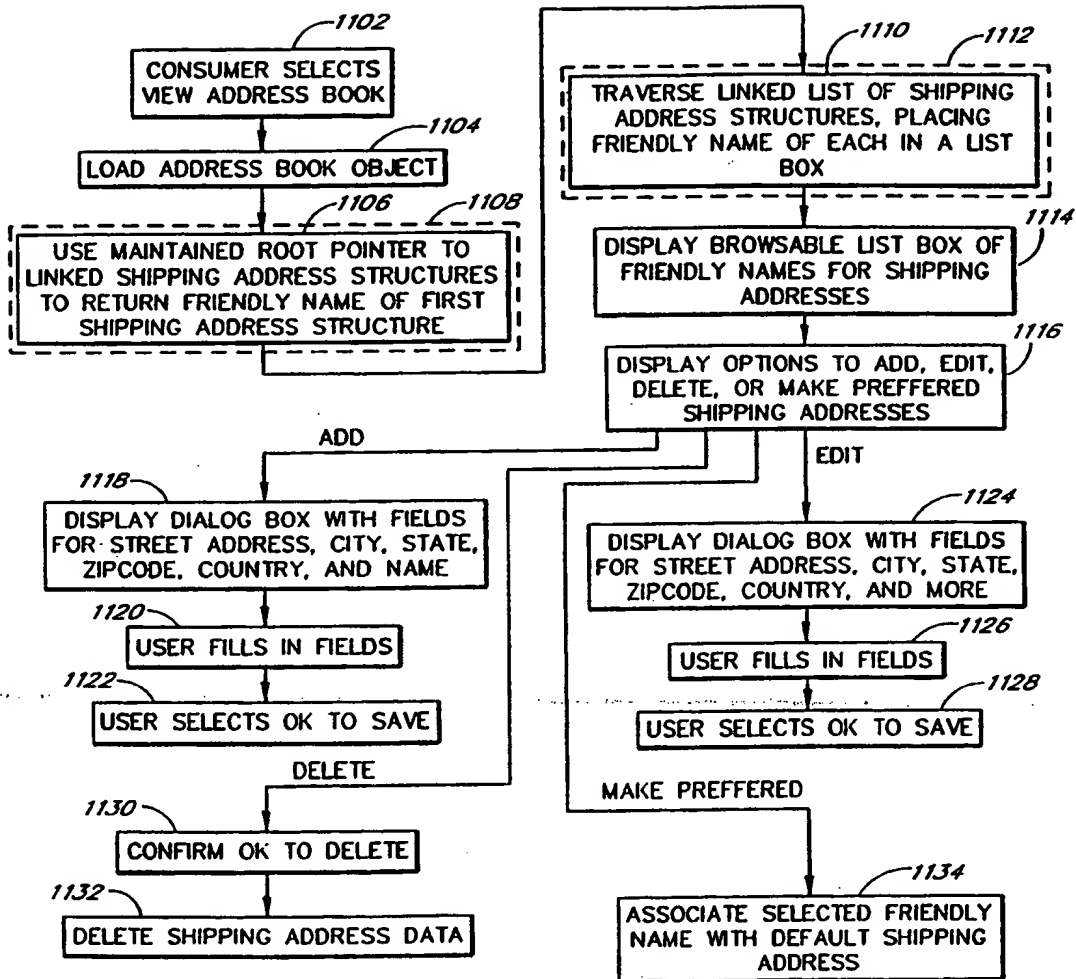 1102
CONSUMER SELECTS
VIEW ADDRESS BOOK
1104
LOAD ADDRESS BOOK OBJECT
1106
1108
USE MAINTAINED ROOT POINTER TO
LINKED SHIPPING ADDRESS STRUCTURES
TO RETURN FRIENDLY NAME OF FIRST
SHIPPING ADDRESS STRUCTURE
1110
1112
TRAVERSE LINKED LIST OF SHIPPING
ADDRESS STRUCTURES, PLACING
FRIENDLY NAME OF EACH IN A LIST
BOX
1114
DISPLAY BROWSABLE LIST BOX OF
FRIENDLY NAMES FOR SHIPPING
ADDRESSES
1116
DISPLAY OPTIONS TO ADD, EDIT,
DELETE, OR MAKE PREFFERED
SHIPPING ADDRESSES
ADD
1118
DISPLAY DIALOG BOX WITH FIELDS
FOR STREET ADDRESS, CITY, STATE,
ZIPCODE, COUNTRY, AND NAME
1120
USER FILLS IN FIELDS
1122
USER SELECTS OK TO SAVE
EDIT
1124
DISPLAY DIALOG BOX WITH FIELDS
FOR STREET ADDRESS, CITY, STATE,
ZIPCODE, COUNTRY, AND MORE
1126
USER FILLS IN FIELDS
1128
USER SELECTS OK TO SAVE
DELETE
1130
CONFIRM OK TO DELETE
1132
DELETE SHIPPING ADDRESS DATA
MAKE PREFFERED
1134
ASSOCIATE SELECTED FRIENDLY
NAME WITH DEFAULT SHIPPING
ADDRESS